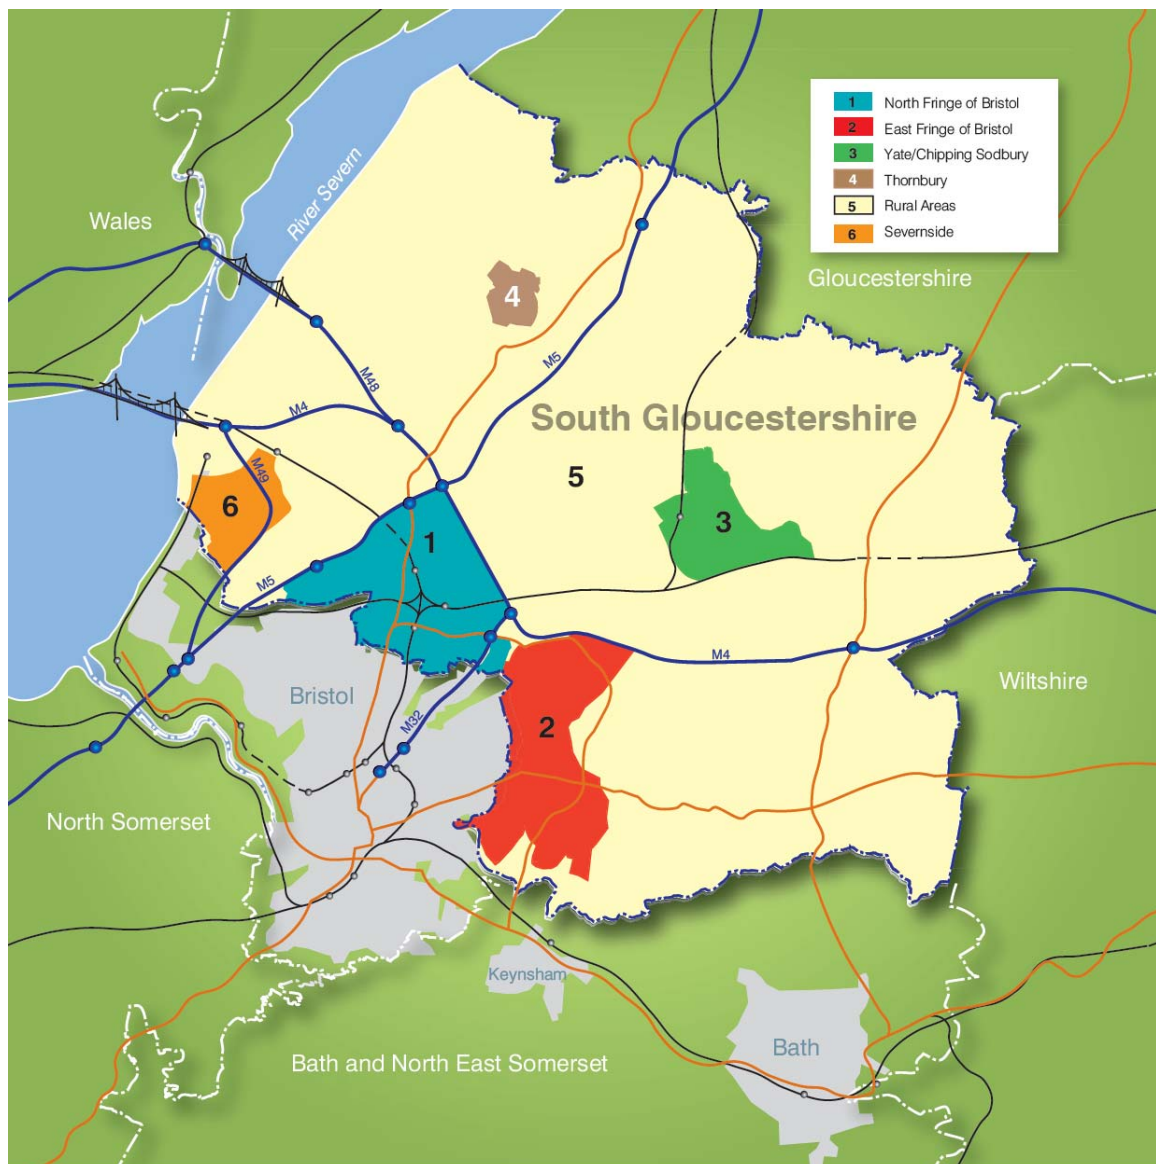 1 North Fringe of Bristol
2 East Fringe of Bristol
3 Yate/Chipping Sodbury
4 Thornbury
5 Rural Areas
6 Severnside
Wales
River Severn
Gloucestershire
4
M5
M48
M4
South Gloucestershire
M49
5
6
3
1
M5
M4
Wiltshire
Bristol
M32
2
North Somerset
Keynsham
Bath
Bath and North East Somerset